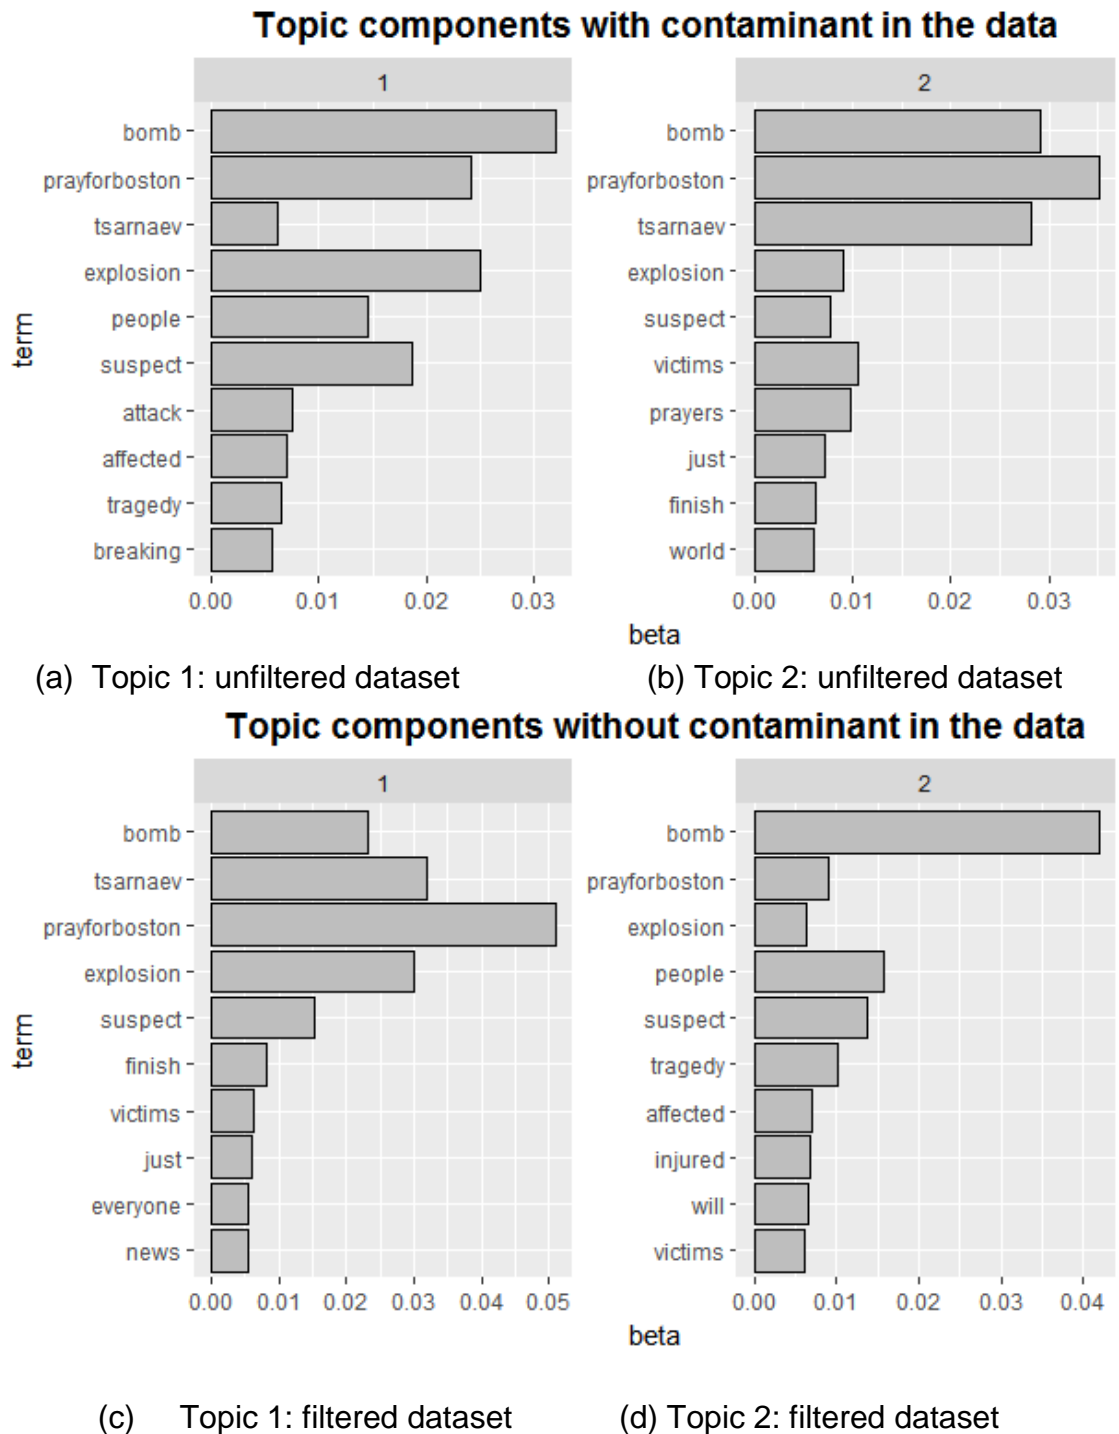 Topic components with contaminant in the data
1
2
term
bomb
prayforboston
tsarnaev
explosion
people
suspect
attack
affected
tragedy
breaking
0.00 0.01 0.02 0.03
bomb
prayforboston
tsarnaev
explosion
suspect
victims
prayers
just
finish
world
0.00 0.01 0.02 0.03
beta
(a) Topic 1: unfiltered dataset
(b) Topic 2: unfiltered dataset
Topic components without contaminant in the data
1
2
term
bomb
tsarnaev
prayforboston
explosion
suspect
finish
victims
just
everyone
news
0.00 0.01 0.02 0.03 0.04 0.05
bomb
prayforboston
explosion
people
suspect
tragedy
affected
injured
will
victims
0.00 0.01 0.02 0.03 0.04
beta
(c) Topic 1: filtered dataset
(d) Topic 2: filtered dataset